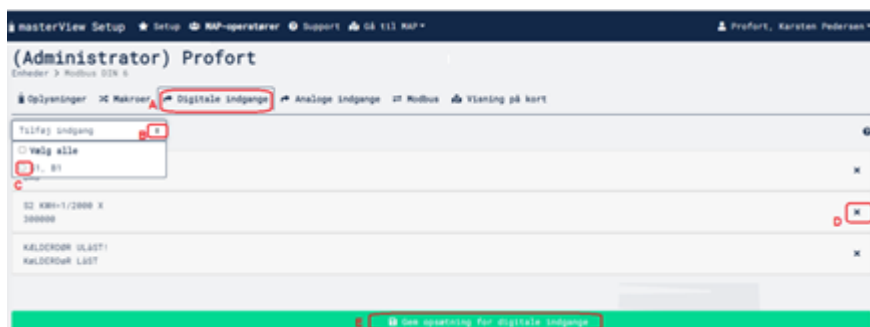 masterView Setup Setup MAP-operatører Support Gå til MAP Profort, Karsten Pedersen
(Administrator) Profort
Enheder > Modbus DIN 6
Oplysninger Makroer A Digitale indgange Analoge indgange Modbus Visning på kort
Tilføj indgang B x
Vælg alle
C 1, B1
S2 KWH-1/2000 X
300000 D
KÆLDERDØR ULÅST!
KæLDERDøR LåST
E Gem opsætning for digitale indgange